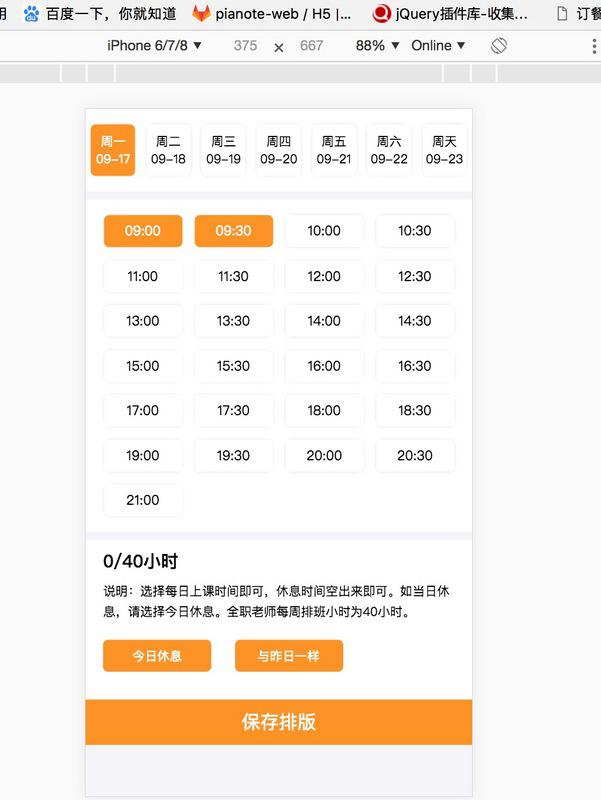 用 百度一下，你就知道 pianote-web / H5 |... jQuery插件库-收集... 订餐
iPhone 6/7/8 ▼ 375 × 667 88% ▼ Online ▼
周一 周二 周三 周四 周五 周六 周天
09-17 09-18 09-19 09-20 09-21 09-22 09-23
09:00 09:30 10:00 10:30
11:00 11:30 12:00 12:30
13:00 13:30 14:00 14:30
15:00 15:30 16:00 16:30
17:00 17:30 18:00 18:30
19:00 19:30 20:00 20:30
21:00
0/40小时
说明：选择每日上课时间即可，休息时间空出来即可。如当日休
息，请选择今日休息。全职老师每周排班小时为40小时。
今日休息 与昨日一样
保存排版